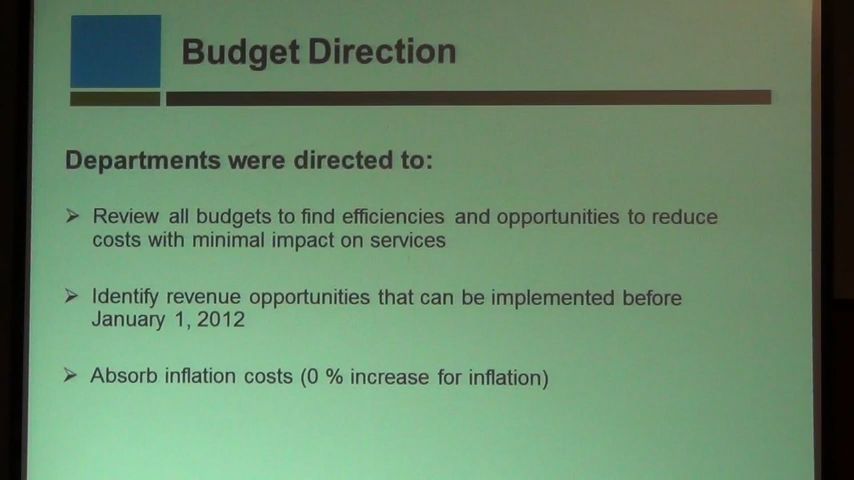 Budget Direction
Departments were directed to:
➢ Review all budgets to find efficiencies and opportunities to reduce
costs with minimal impact on services
➢ Identify revenue opportunities that can be implemented before
January 1, 2012
➢ Absorb inflation costs (0 % increase for inflation)